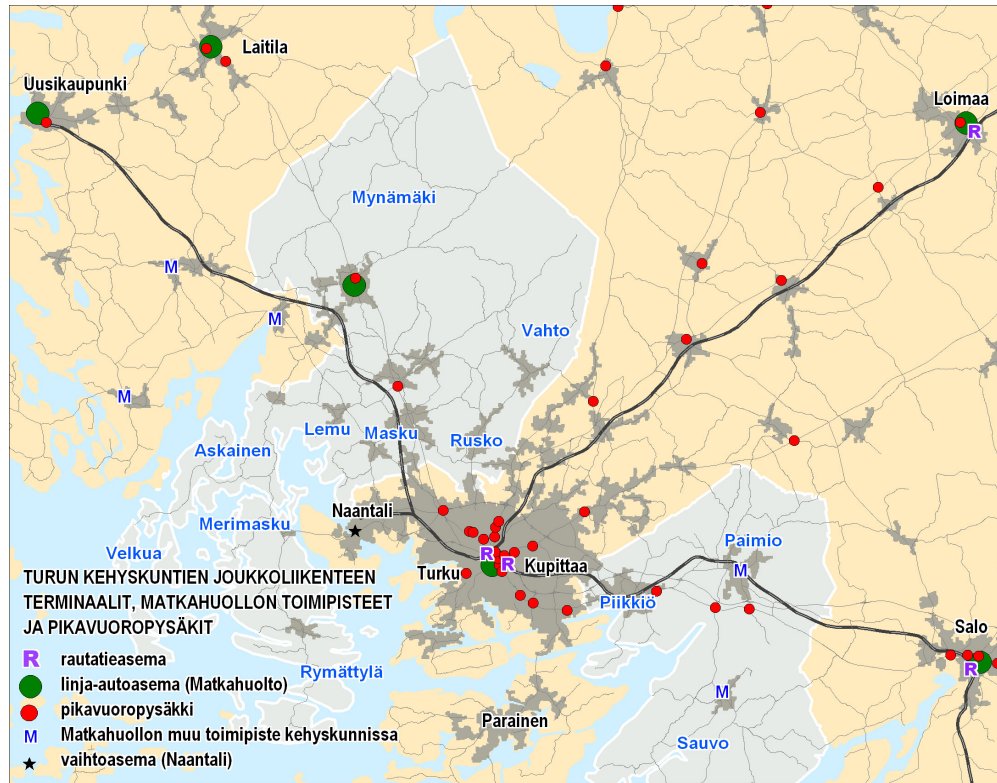 Laitila
Uusikaupunki
Loimaa
R
Mynämäki
M
M
Vahto
M
Lemu
Masku
Rusko
Askainen
Naantali
Merimasku
Velkua
R
R
Turku
Kupittaa
Paimio
M
Piikkiö
Salo
R
M
Rymättylä
Parainen
Sauvo
TURUN KEHYSKUNTIEN JOUKKOLIIKENTEEN
TERMINAALIT, MATKAHUOLLON TOIMIPISTEET
JA PIKAVUOROPYSÄKIT
R rautatieasema
linja-autoasema (Matkahuolto)
pikavuoropysäkki
M Matkahuollon muu toimipiste kehyskunnissa
vaihtoasema (Naantali)